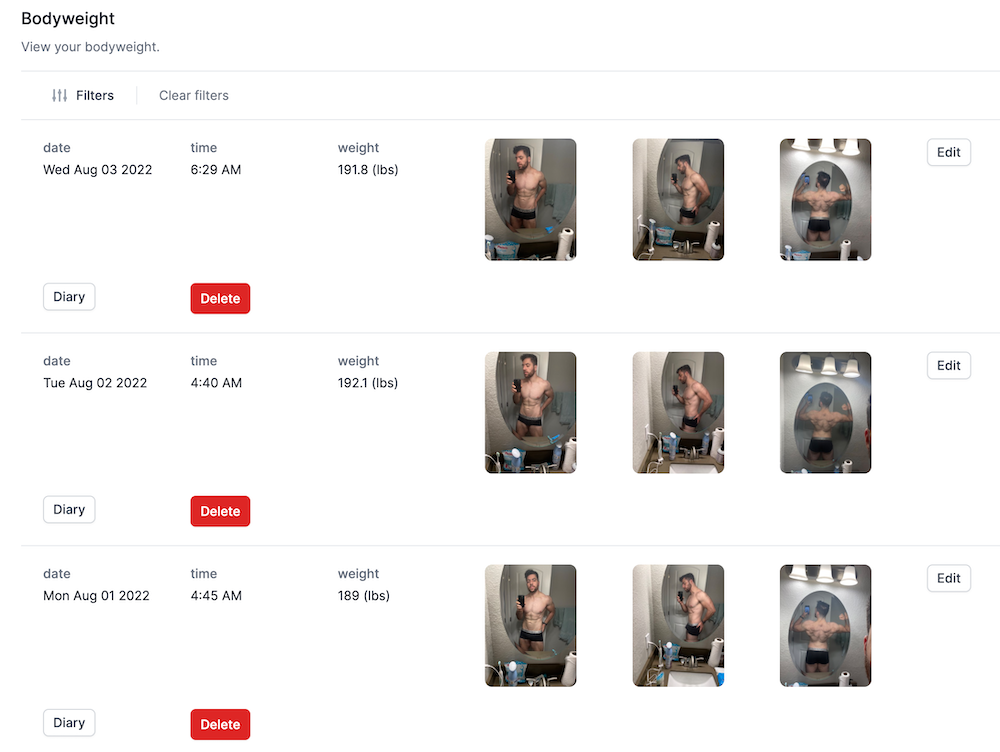 Bodyweight
View your bodyweight.
Filters Clear filters
date time weight Edit
Wed Aug 03 2022 6:29 AM 191.8 (lbs)
Diary Delete
date time weight Edit
Tue Aug 02 2022 4:40 AM 192.1 (lbs)
Diary Delete
date time weight Edit
Mon Aug 01 2022 4:45 AM 189 (lbs)
Diary Delete